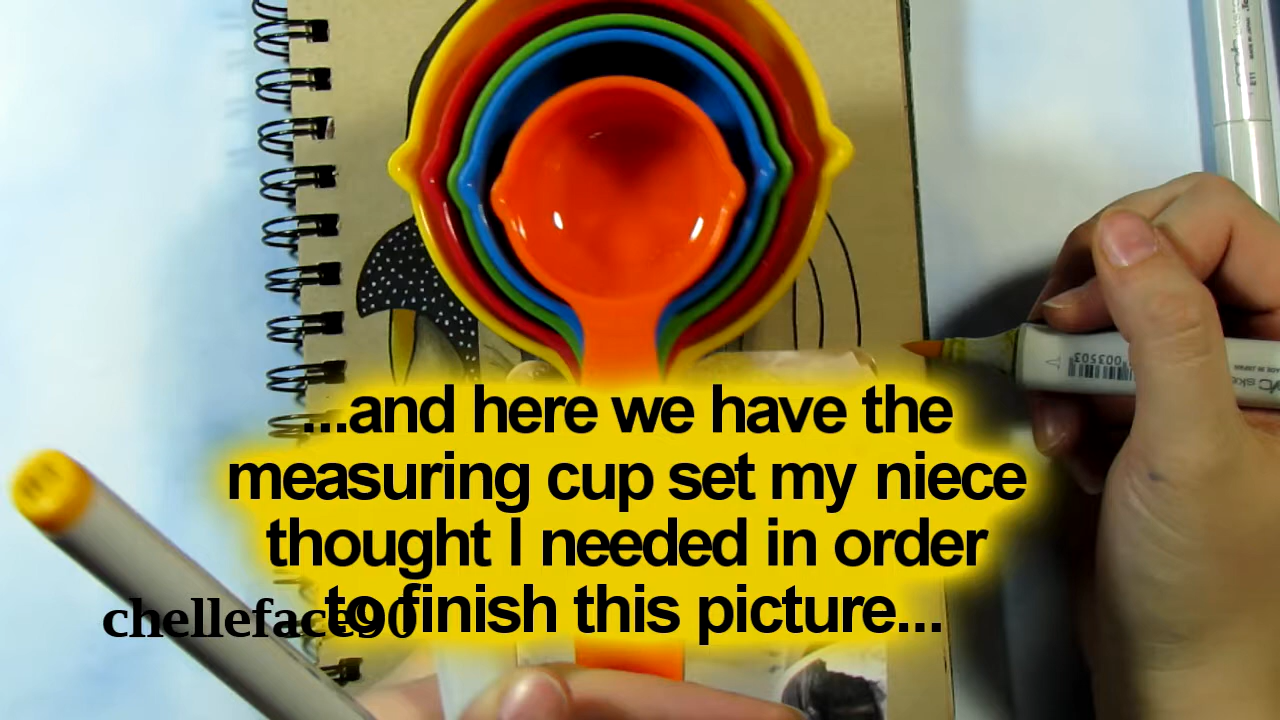 ...and here we have the
measuring cup set my niece
thought I needed in order
to finish this picture...
chelleface90
003503